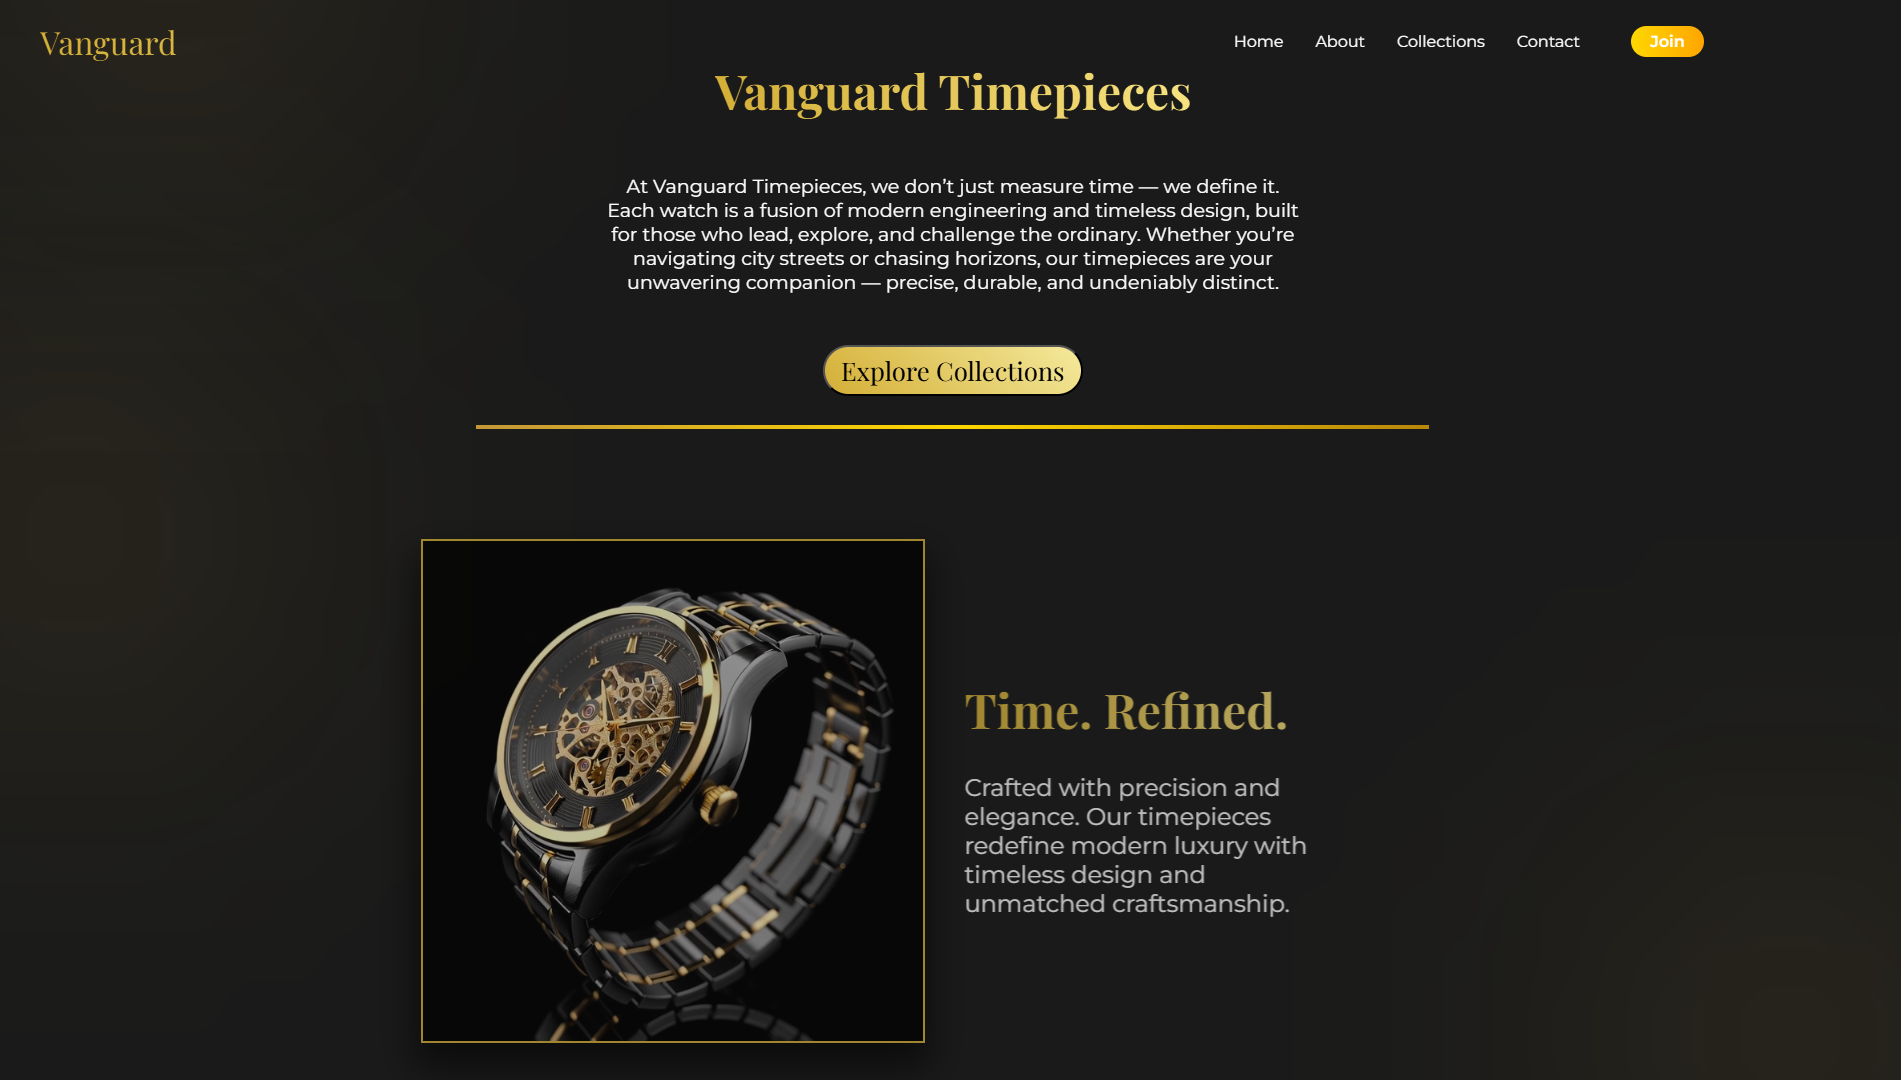 Vanguard
Home About Collections Contact Join
Vanguard Timepieces
At Vanguard Timepieces, we don’t just measure time — we define it.
Each watch is a fusion of modern engineering and timeless design, built
for those who lead, explore, and challenge the ordinary. Whether you’re
navigating city streets or chasing horizons, our timepieces are your
unwavering companion — precise, durable, and undeniably distinct.
Explore Collections
Time. Refined.
Crafted with precision and
elegance. Our timepieces
redefine modern luxury with
timeless design and
unmatched craftsmanship.